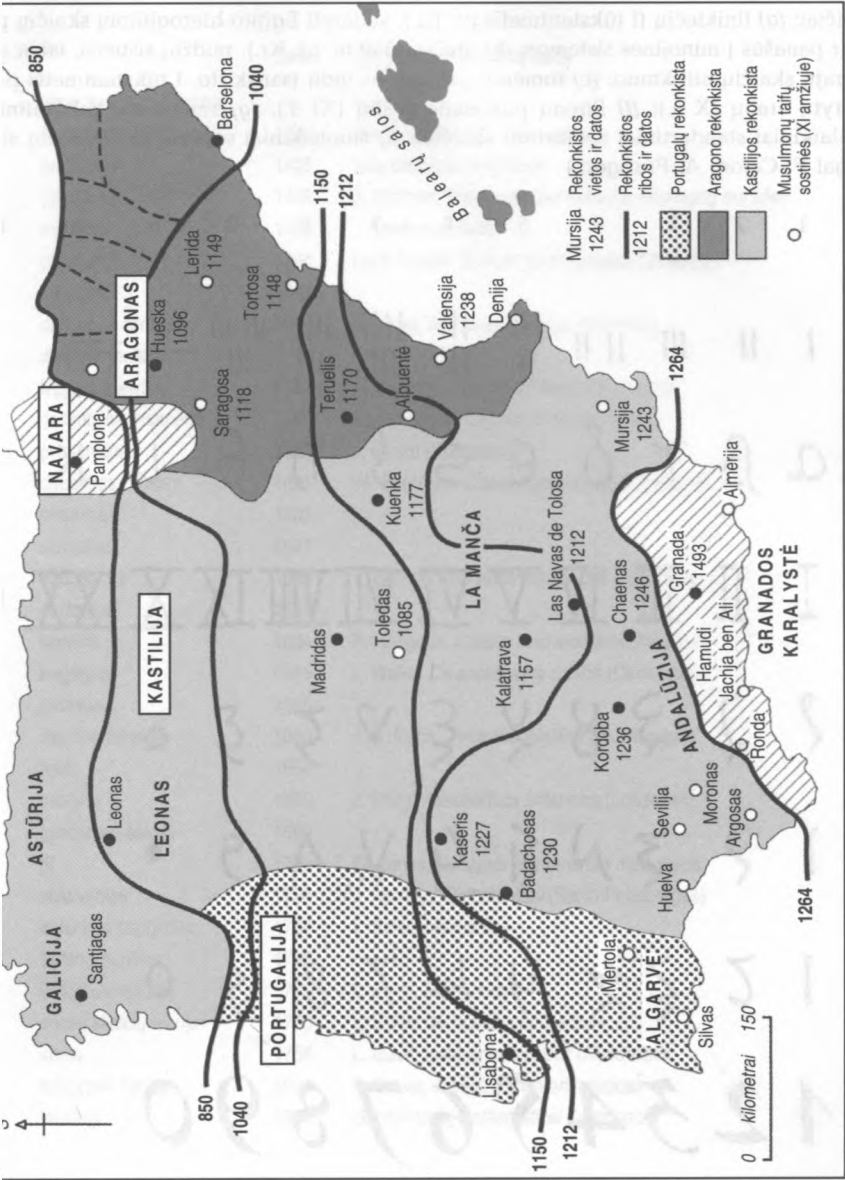 850
1040
Barselona
Balearų salos
ARAGONAS
Hueska
1096
Lerida
1149
Tortosa
1148
NAVARA
Pamplona
Saragosa
1118
1150
1212
Teruelis
1170
Alpuentė
Valensija
1238
Denija
Kuenka
1177
LA MANČA
Mursija
1243
1264
ASTŪRIJA
KASTILIJA
LEONAS
Leonas
Madridas
Toledas
1085
Kalatrava
1157
Las Navas de Tolosa
1212
Chaenas
1246
Kordoba
1236
ANDALŪZIJA
Granada
1493
Almerija
Hamudi
Jachja ben Ali
GRANADOS
KARALYSTĖ
Ronda
GALICIJA
Santjagas
Kaseris
1227
Badachosas
1230
Sevilija
Moronas
Argosas
Huelva
1264
PORTUGALIJA
850
1040
Lisabona
1150
1212
Mertola
ALGARVĖ
Silvas
0 kilometrai 150
Mursija
1243
Rekonkistos
vietos ir datos
1212
Rekonkistos
ribos ir datos
Portugalų rekonkista
Aragono rekonkista
Kastilijos rekonkista
Musulmonų taifų
sostinės (XI amžiuje)